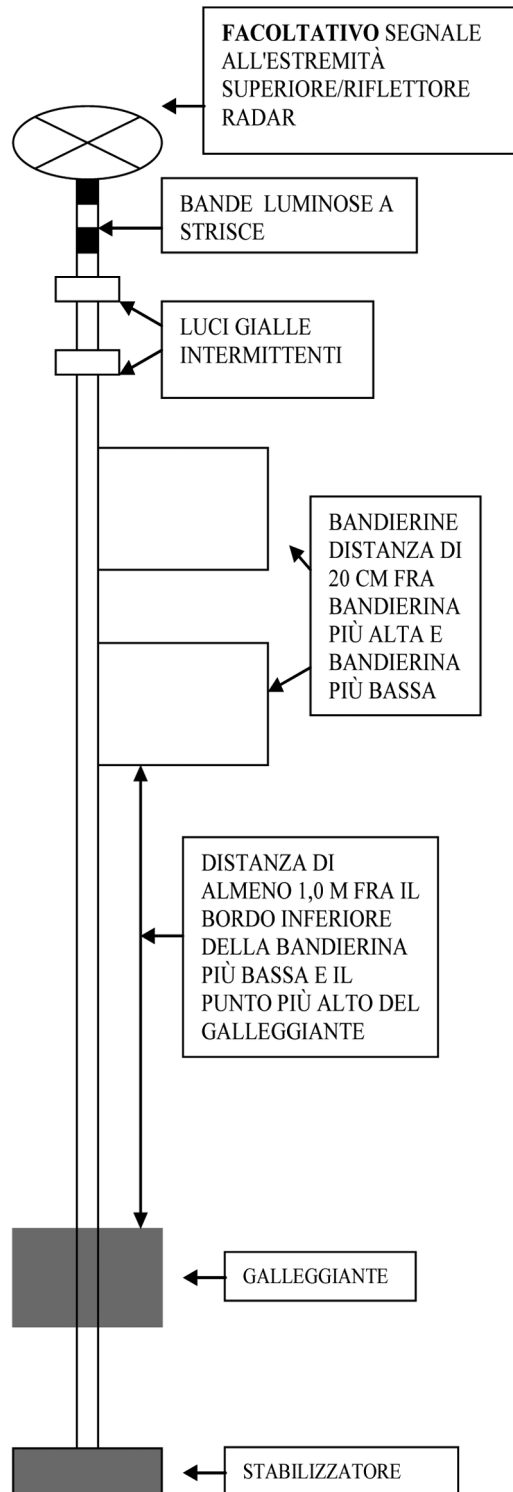 FACOLTATIVO SEGNALE
ALL'ESTREMITÀ
SUPERIORE/RIFLETTORE
RADAR
BANDE LUMINOSE A
STRISCE
LUCI GIALLE
INTERMITTENTI
BANDIERINE
DISTANZA DI
20 CM FRA
BANDIERINA
PIÙ ALTA E
BANDIERINA
PIÙ BASSA
DISTANZA DI
ALMENO 1,0 M FRA IL
BORDO INFERIORE
DELLA BANDIERINA
PIÙ BASSA E IL
PUNTO PIÙ ALTO DEL
GALLEGGIANTE
GALLEGGIANTE
STABILIZZATORE